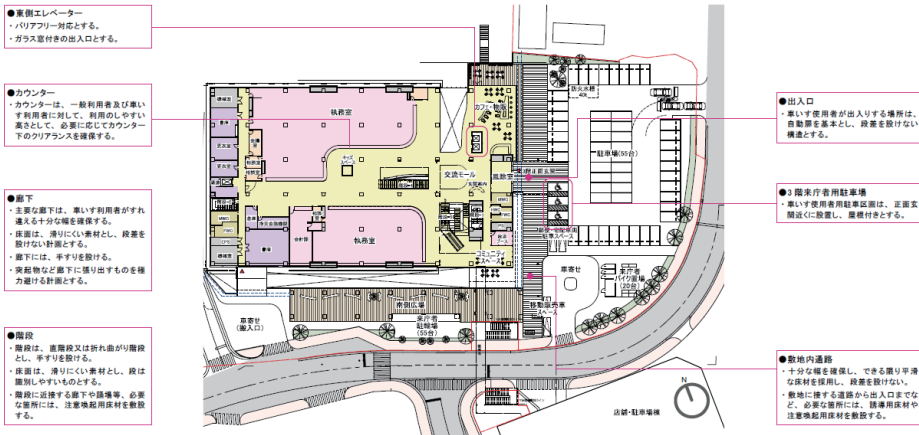 ●東側エレベーター
・バリアフリー対応とする。
・ガラス窓付きの出入口とする。
●カウンター
・カウンターは、一般利用者及び車い
す利用者に対して、利用のしやすい
高さとして、必要に応じてカウンター
下のクリアランスを確保する。
●廊下
・主要な廊下は、車いす利用者がすれ
違える十分な幅を確保する。
・床面は、滑りにくい素材とし、段差を
設けない計画とする。
・廊下には、手すりを設ける。
・突起物など廊下に張り出すものを極
力避ける計画とする。
●階段
・階段は、直階段又は折れ曲がり階段
とし、手すりを設ける。
・床面は、滑りにくい素材とし、段は
識別しやすいものとする。
・階段に近接する廊下や踊場等、必要
な箇所には、注意喚起用床材を敷設
する。
機械室
執務室
カフェ・物販
防火水槽
40t
駐車場(55台)
キッズ
スペース
交流モール
風除室
執務室
コミュニティ
スペース
会計課
機械室
車寄せ
(搬入口)
南側広場
来庁者
駐輪場
(55台)
移動販売車
スペース
車寄せ
来庁者
バイク置場
(20台)
店舗・駐車場棟
N
●出入口
・車いす使用者が出入りする場所は、
自動扉を基本とし、段差を設けない
構造とする。
●3階来庁者用駐車場
・車いす使用者用駐車区画は、正面玄
関近くに設置し、屋根付きとする。
●敷地内通路
・十分な幅を確保し、できる限り平滑
な床材を採用し、段差を設けない。
・敷地に接する道路から出入口までな
ど、必要な箇所には、誘導用床材や
注意喚起用床材を敷設する。